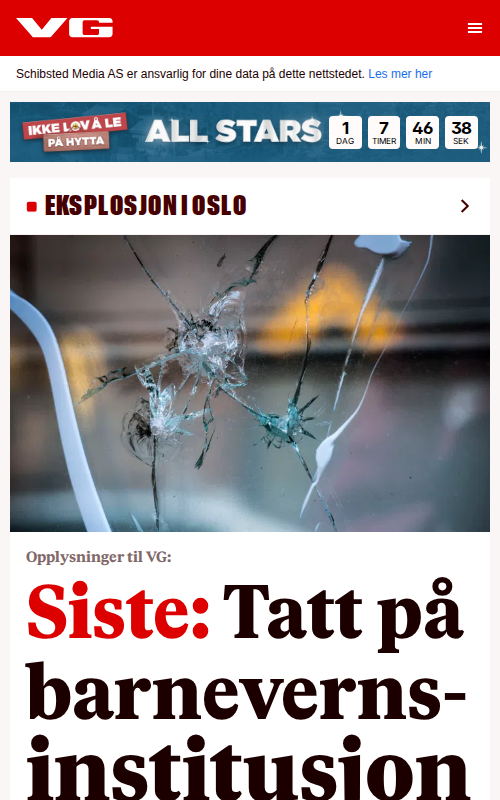 VG
Schibsted Media AS er ansvarlig for dine data på dette nettstedet. Les mer her
IKKE LOV Å LE
PÅ HYTTA
ALL STARS
1 7 46 38
DAG TIMER MIN SEK
EKSPLOSJON I OSLO
Opplysninger til VG:
Siste: Tatt på
barneverns-
institusjon